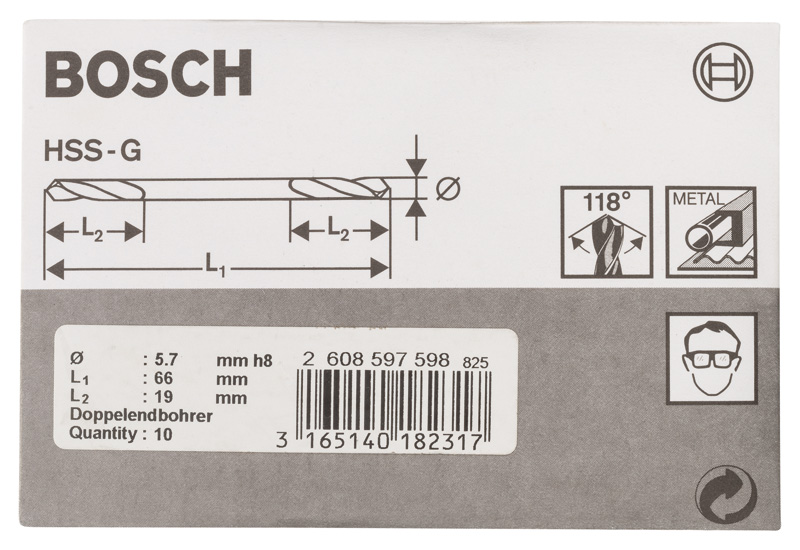 BOSCH
HSS-G
Ø
L2
L2
L1
118°
METAL
Ø : 5.7 mm h8
L1 : 66 mm
L2 : 19 mm
Doppelendbohrer
Quantity : 10
2 608 597 598 825
3 165140 182317